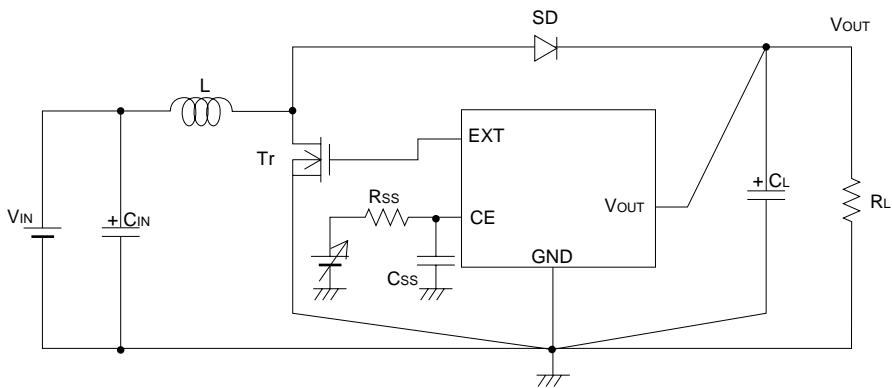 SD
VOUT
L
EXT
Tr
RSS
VIN
+ CIN
CE
VOUT
+ CL
RL
GND
CSS